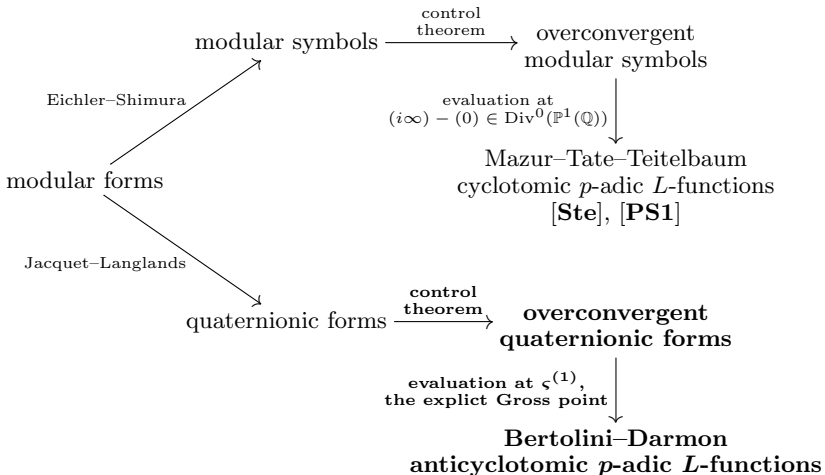 control
theorem
modular symbols
overconvergent
modular symbols
Eichler–Shimura
evaluation at
(i∞) − (0) ∈ Div⁰(ℙ¹(ℚ))
Mazur–Tate–Teitelbaum
cyclotomic p-adic L-functions
[Ste], [PS1]
modular forms
Jacquet–Langlands
control
theorem
quaternionic forms
overconvergent
quaternionic forms
evaluation at ς⁽¹⁾,
the explict Gross point
Bertolini–Darmon
anticyclotomic p-adic L-functions